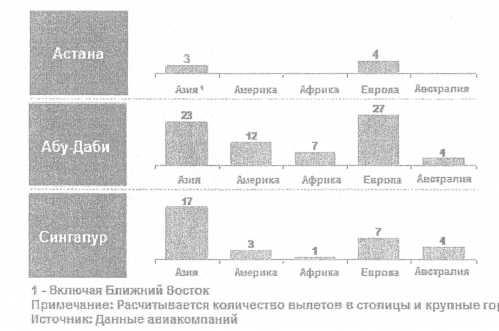 Астана
3 4
Азия ¹ Америка Африка Европа Австралия
Абу-Даби
23 12 7 27 4
Азия Америка Африка Европа Австралия
Сингапур
17 3 1 7 4
Азия Америка Африка Европа Австралия
1 - Включая Ближний Восток
Примечание: Расчитывается количество вылетов в столицы и крупные гор
Источник: Данные авиакомпаний